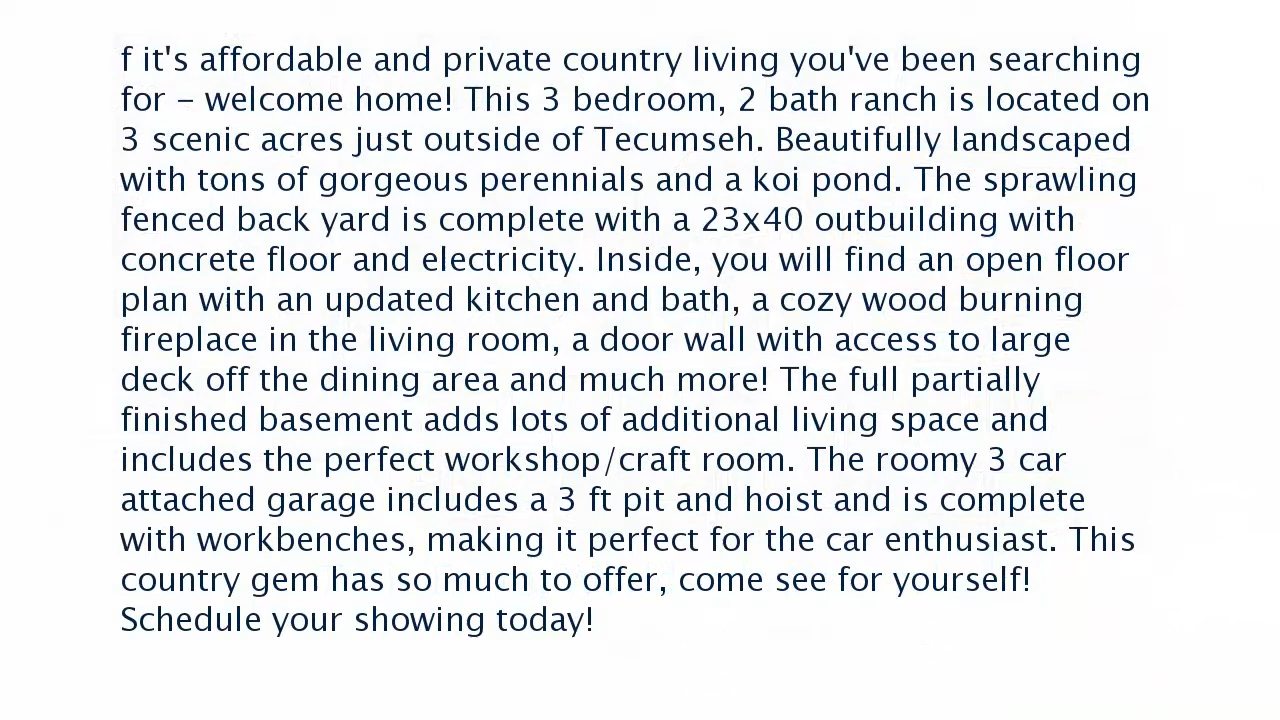 f it's affordable and private country living you've been searching
for – welcome home! This 3 bedroom, 2 bath ranch is located on
3 scenic acres just outside of Tecumseh. Beautifully landscaped
with tons of gorgeous perennials and a koi pond. The sprawling
fenced back yard is complete with a 23x40 outbuilding with
concrete floor and electricity. Inside, you will find an open floor
plan with an updated kitchen and bath, a cozy wood burning
fireplace in the living room, a door wall with access to large
deck off the dining area and much more! The full partially
finished basement adds lots of additional living space and
includes the perfect workshop/craft room. The roomy 3 car
attached garage includes a 3 ft pit and hoist and is complete
with workbenches, making it perfect for the car enthusiast. This
country gem has so much to offer, come see for yourself!
Schedule your showing today!